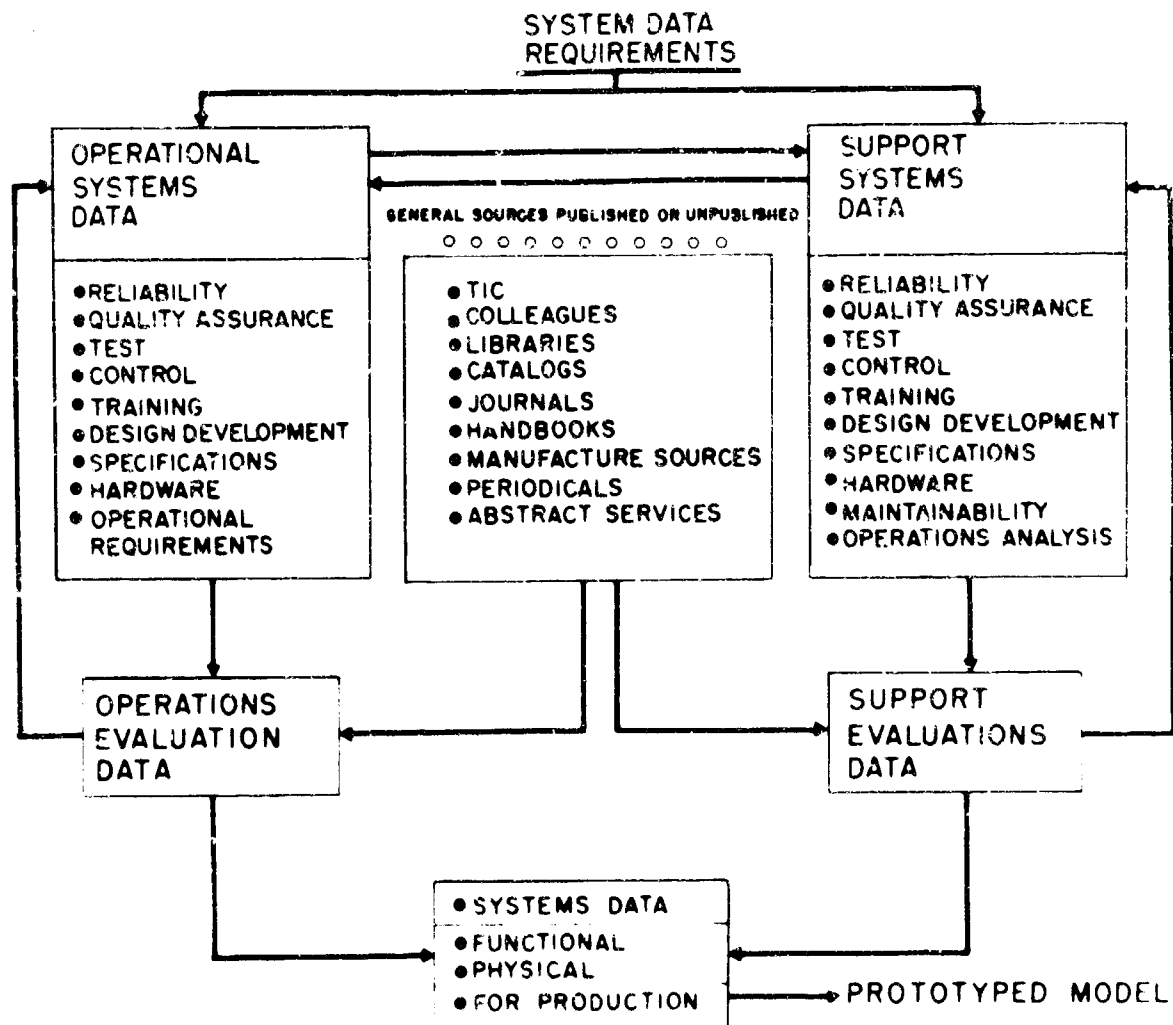 SYSTEM DATA
REQUIREMENTS
OPERATIONAL
SYSTEMS
DATA
SUPPORT
SYSTEMS
DATA
GENERAL SOURCES PUBLISHED OR UNPUBLISHED
● RELIABILITY
● QUALITY ASSURANCE
● TEST
● CONTROL
● TRAINING
● DESIGN DEVELOPMENT
● SPECIFICATIONS
● HARDWARE
● OPERATIONAL
REQUIREMENTS
● TIC
● COLLEAGUES
● LIBRARIES
● CATALOGS
● JOURNALS
● HANDBOOKS
● MANUFACTURE SOURCES
● PERIODICALS
● ABSTRACT SERVICES
● RELIABILITY
● QUALITY ASSURANCE
● TEST
● CONTROL
● TRAINING
● DESIGN DEVELOPMENT
● SPECIFICATIONS
● HARDWARE
● MAINTAINABILITY
● OPERATIONS ANALYSIS
OPERATIONS
EVALUATION
DATA
SUPPORT
EVALUATIONS
DATA
● SYSTEMS DATA
● FUNCTIONAL
● PHYSICAL
● FOR PRODUCTION
PROTOTYPED MODEL